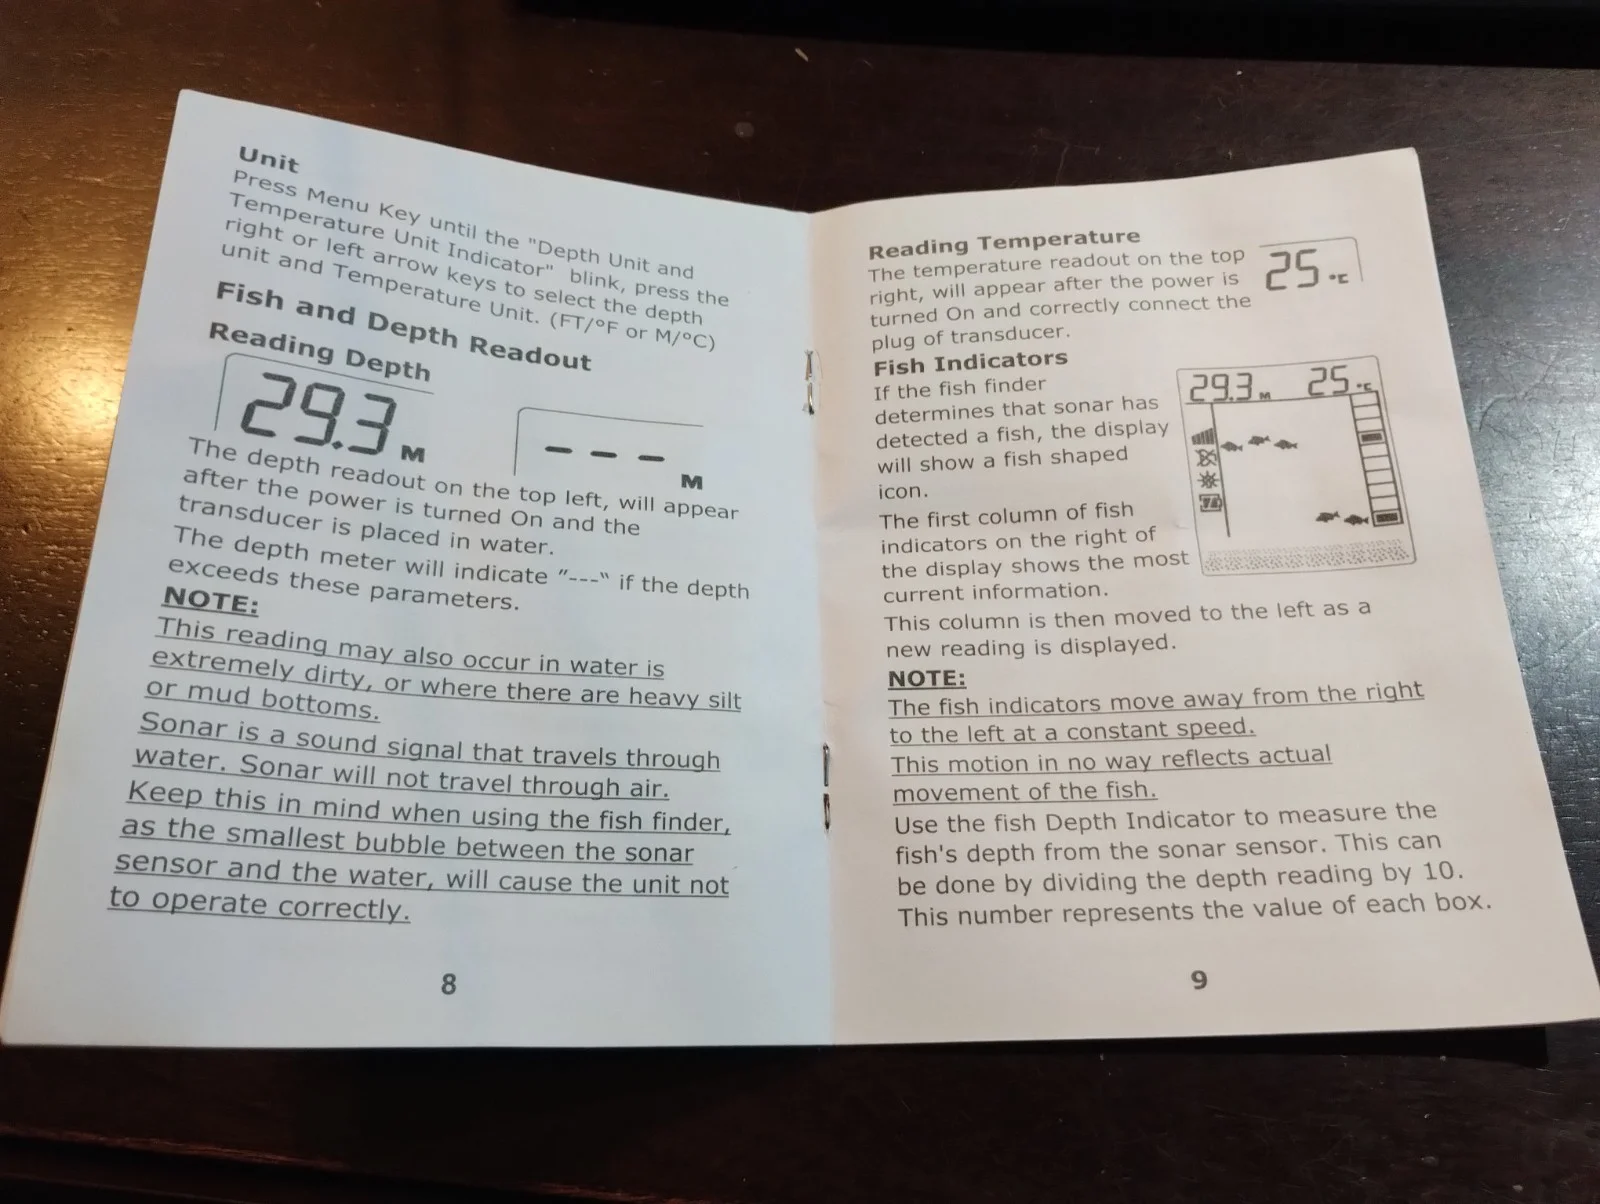 Unit
Press Menu Key until the "Depth Unit and
Temperature Unit Indicator" blink, press the
right or left arrow keys to select the depth
unit and Temperature Unit. (FT/°F or M/°C)
Fish and Depth Readout
Reading Depth
29.3 M
--- M
The depth readout on the top left, will appear
after the power is turned On and the
transducer is placed in water.
The depth meter will indicate "---" if the depth
exceeds these parameters.
NOTE:
This reading may also occur in water is
extremely dirty, or where there are heavy silt
or mud bottoms.
Sonar is a sound signal that travels through
water. Sonar will not travel through air.
Keep this in mind when using the fish finder,
as the smallest bubble between the sonar
sensor and the water, will cause the unit not
to operate correctly.
8
Reading Temperature
The temperature readout on the top
right, will appear after the power is
turned On and correctly connect the
plug of transducer.
25 °C
Fish Indicators
If the fish finder
determines that sonar has
detected a fish, the display
will show a fish shaped
icon.
The first column of fish
indicators on the right of
the display shows the most
current information.
29.3 M 25 °C
This column is then moved to the left as a
new reading is displayed.
NOTE:
The fish indicators move away from the right
to the left at a constant speed.
This motion in no way reflects actual
movement of the fish.
Use the fish Depth Indicator to measure the
fish's depth from the sonar sensor. This can
be done by dividing the depth reading by 10.
This number represents the value of each box.
9